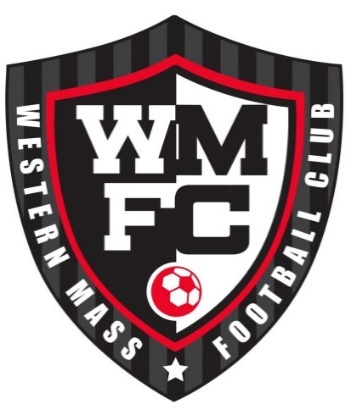 WM
FC
WESTERN MASS
FOOTBALL CLUB